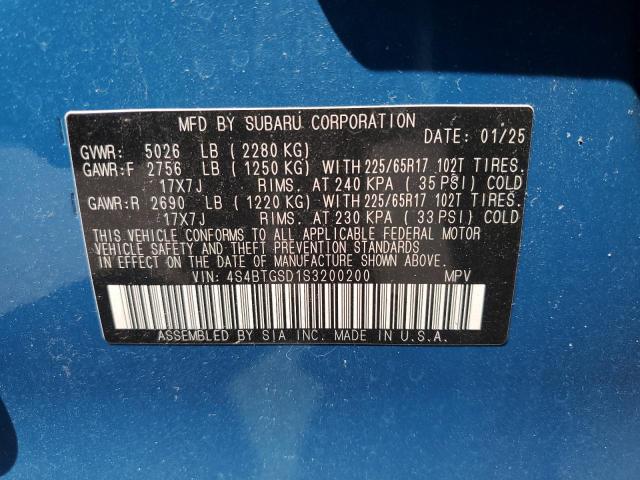 MFD BY SUBARU CORPORATION
DATE: 01/25
GVWR: 5026 LB ( 2280 KG)
GAWR:F 2756 LB ( 1250 KG) WITH 225/65R17 102T TIRES.
17X7J RIMS. AT 240 KPA ( 35 PSI) COLD
GAWR:R 2690 LB ( 1220 KG) WITH 225/65R17 102T TIRES.
17X7J RIMS. AT 230 KPA ( 33 PSI) COLD
THIS VEHICLE CONFORMS TO ALL APPLICABLE FEDERAL MOTOR
VEHICLE SAFETY AND THEFT PREVENTION STANDARDS
IN EFFECT ON THE DATE OF MANUFACTURE SHOWN ABOVE.
VIN: 4S4BTGSD1S3200200 MPV
ASSEMBLED BY SIA INC. MADE IN U.S.A.